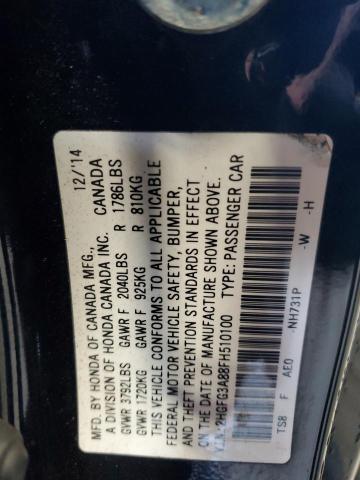 MFD. BY HONDA OF CANADA MFG., 12/'14
A DIVISION OF HONDA CANADA INC. CANADA
GVWR 3792LBS GAWR F 2040LBS R 1786LBS
GVWR 1720KG GAWR F 925KG R 810KG
THIS VEHICLE CONFORMS TO ALL APPLICABLE
FEDERAL MOTOR VEHICLE SAFETY, BUMPER,
AND THEFT PREVENTION STANDARDS IN EFFECT
ON THE DATE OF MANUFACTURE SHOWN ABOVE.
V.I.N. 2HGFG3A88FH510100 TYPE: PASSENGER CAR
TS8 F AE0 -NH731P -W -H